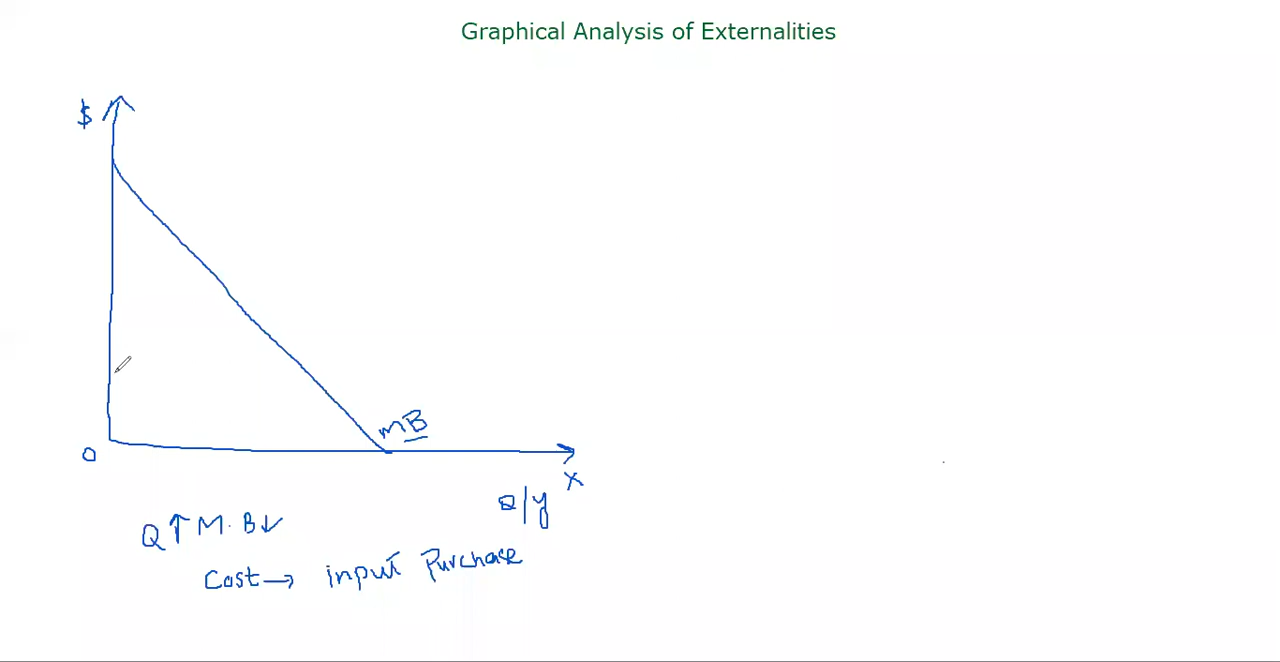 Graphical Analysis of Externalities
$
MB
0
X
Q/y
Q↑ M.B↓
Cost → input Purchase